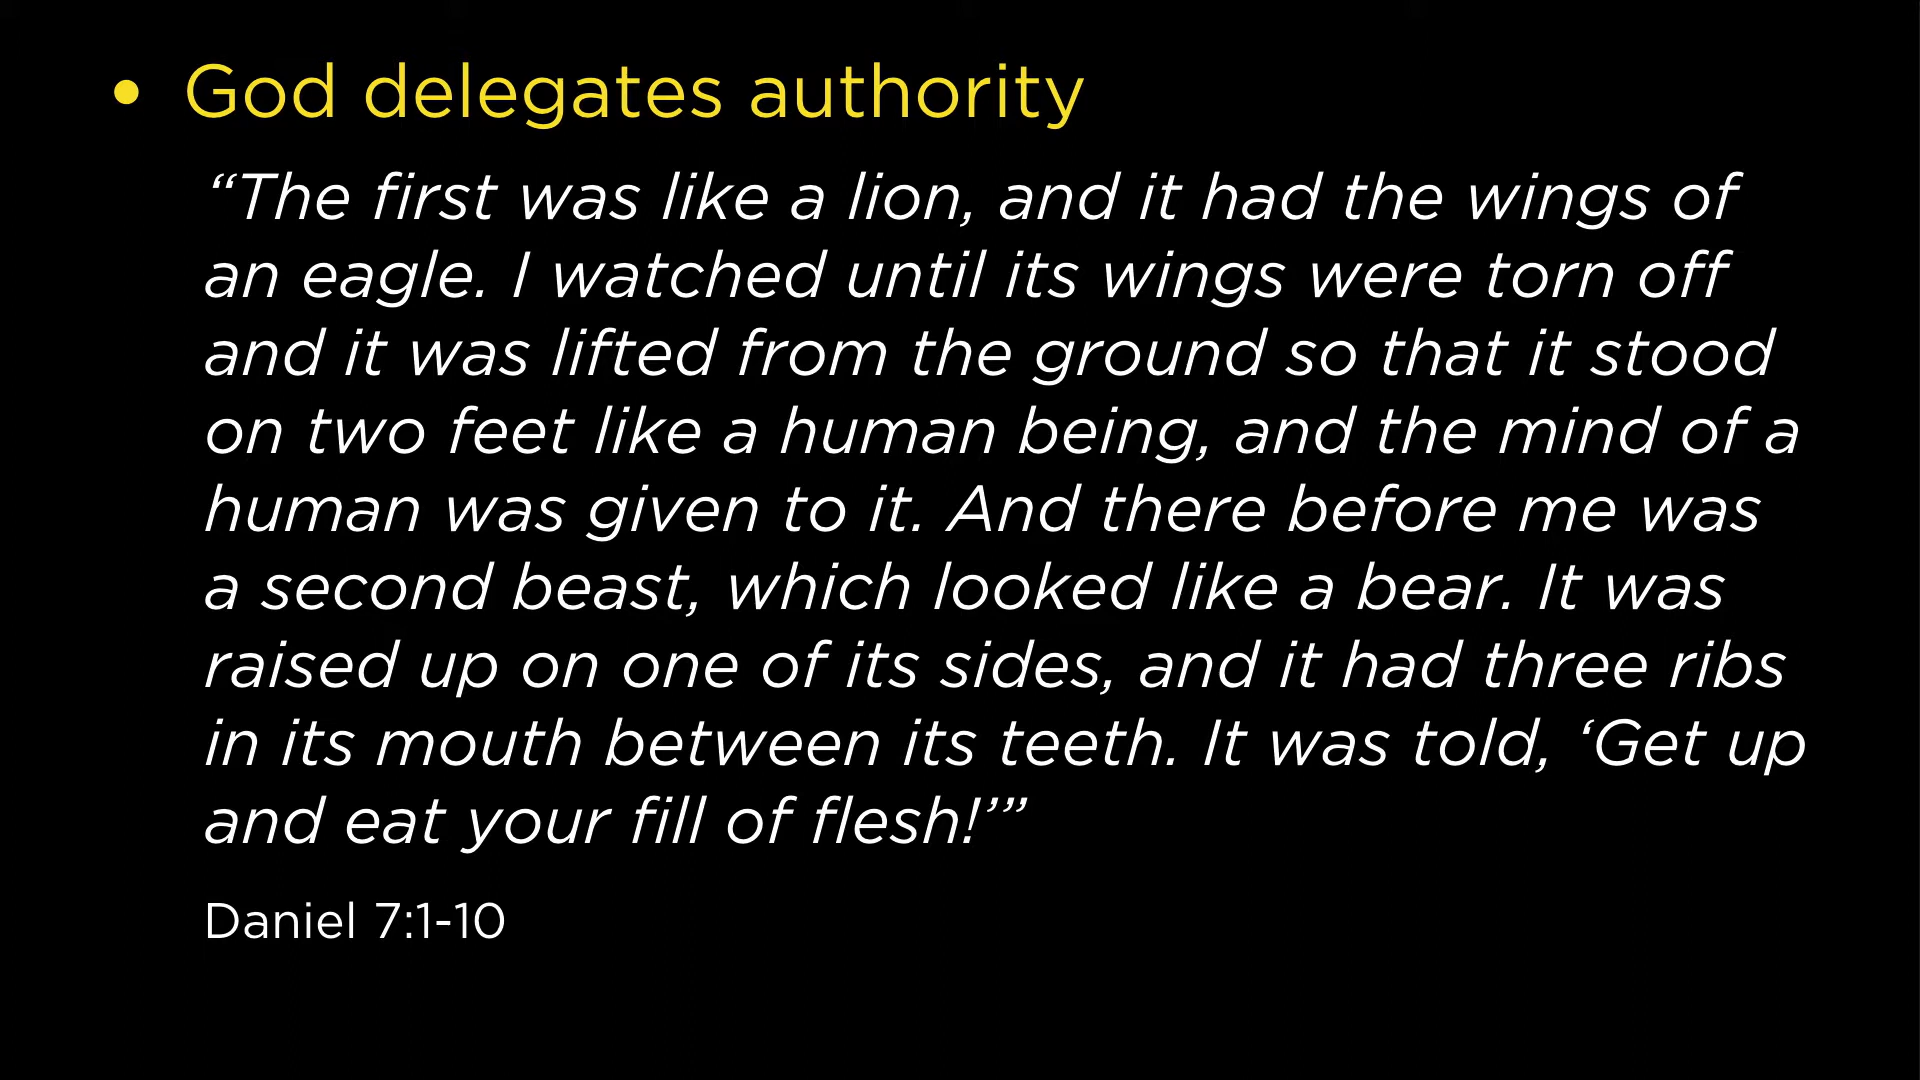 • God delegates authority
“The first was like a lion, and it had the wings of
an eagle. I watched until its wings were torn off
and it was lifted from the ground so that it stood
on two feet like a human being, and the mind of a
human was given to it. And there before me was
a second beast, which looked like a bear. It was
raised up on one of its sides, and it had three ribs
in its mouth between its teeth. It was told, ‘Get up
and eat your fill of flesh!’”
Daniel 7:1-10